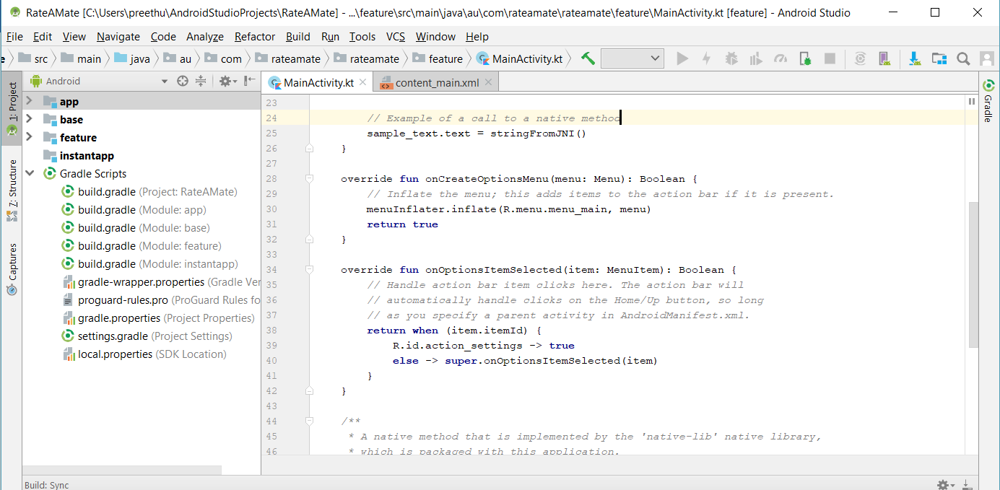 RateAMate [C:\Users\preethu\AndroidStudioProjects\RateAMate] - ...\feature\src\main\java\au\com\rateamate\rateamate\feature\MainActivity.kt [feature] - Android Studio
File Edit View Navigate Code Analyze Refactor Build Run Tools VCS Window Help
e src main java au com rateamate rateamate feature MainActivity.kt
Android
MainActivity.kt content_main.xml
1: Project
Z: Structure
Captures
Gradle
app
base
feature
instantapp
Gradle Scripts
build.gradle (Project: RateAMate)
build.gradle (Module: app)
build.gradle (Module: base)
build.gradle (Module: feature)
build.gradle (Module: instantapp)
gradle-wrapper.properties (Gradle Ver
proguard-rules.pro (ProGuard Rules fo
gradle.properties (Project Properties)
settings.gradle (Project Settings)
local.properties (SDK Location)
23
24 // Example of a call to a native method
25 sample_text.text = stringFromJNI()
26 }
27
28 override fun onCreateOptionsMenu(menu: Menu): Boolean {
29 // Inflate the menu; this adds items to the action bar if it is present.
30 menuInflater.inflate(R.menu.menu_main, menu)
31 return true
32 }
33
34 override fun onOptionsItemSelected(item: MenuItem): Boolean {
35 // Handle action bar item clicks here. The action bar will
36 // automatically handle clicks on the Home/Up button, so long
37 // as you specify a parent activity in AndroidManifest.xml.
38 return when (item.itemId) {
39 R.id.action_settings -> true
40 else -> super.onOptionsItemSelected(item)
41 }
42 }
43
44 /**
45 * A native method that is implemented by the 'native-lib' native library,
46 * which is packaged with this application.
Build: Sync